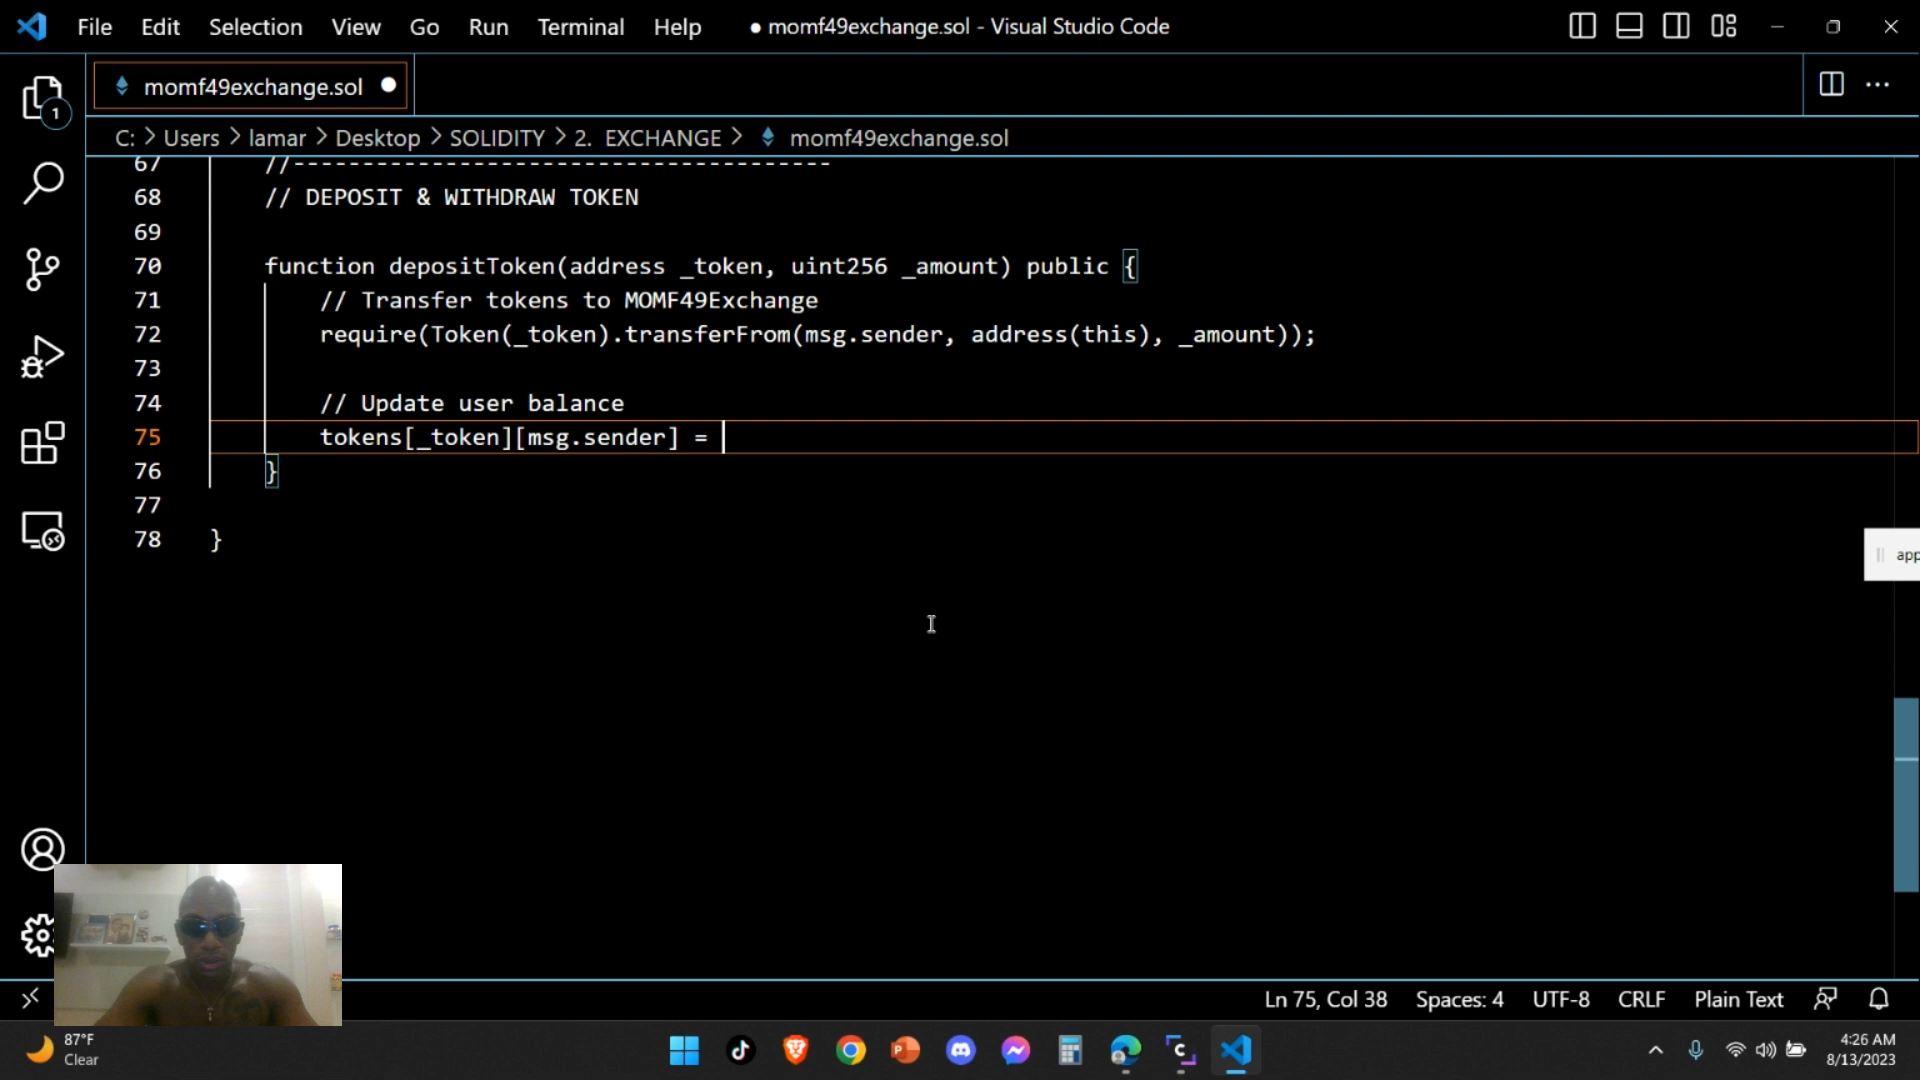 File Edit Selection View Go Run Terminal Help ● momf49exchange.sol - Visual Studio Code
momf49exchange.sol
1
C: > Users > lamar > Desktop > SOLIDITY > 2. EXCHANGE > momf49exchange.sol
67 //---------------------------------------
68 // DEPOSIT & WITHDRAW TOKEN
69
70 function depositToken(address _token, uint256 _amount) public {
71 // Transfer tokens to MOMF49Exchange
72 require(Token(_token).transferFrom(msg.sender, address(this), _amount));
73
74 // Update user balance
75 tokens[_token][msg.sender] =
76 }
77
78 }
app
Ln 75, Col 38 Spaces: 4 UTF-8 CRLF Plain Text
87°F
Clear
4:26 AM
8/13/2023